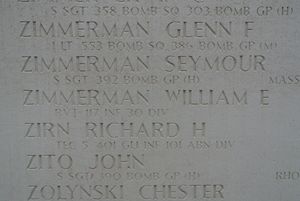 S SGT 358 BOMB SQ 303 BOMB GP (H)
ZIMMERMAN GLENN F
1 LT 553 BOMB SQ 386 BOMB GP (M)
ZIMMERMAN SEYMOUR
S SGT 392 BOMB GP (H) MASS
ZIMMERMAN WILLIAM E
PVT 117 INF 30 DIV
ZIRN RICHARD H
TEC 5 401 GLI INF 101 ABN DIV
ZITO JOHN
S SGT 390 BOMB GP (H) RHO
ZOLYNSKI CHESTER